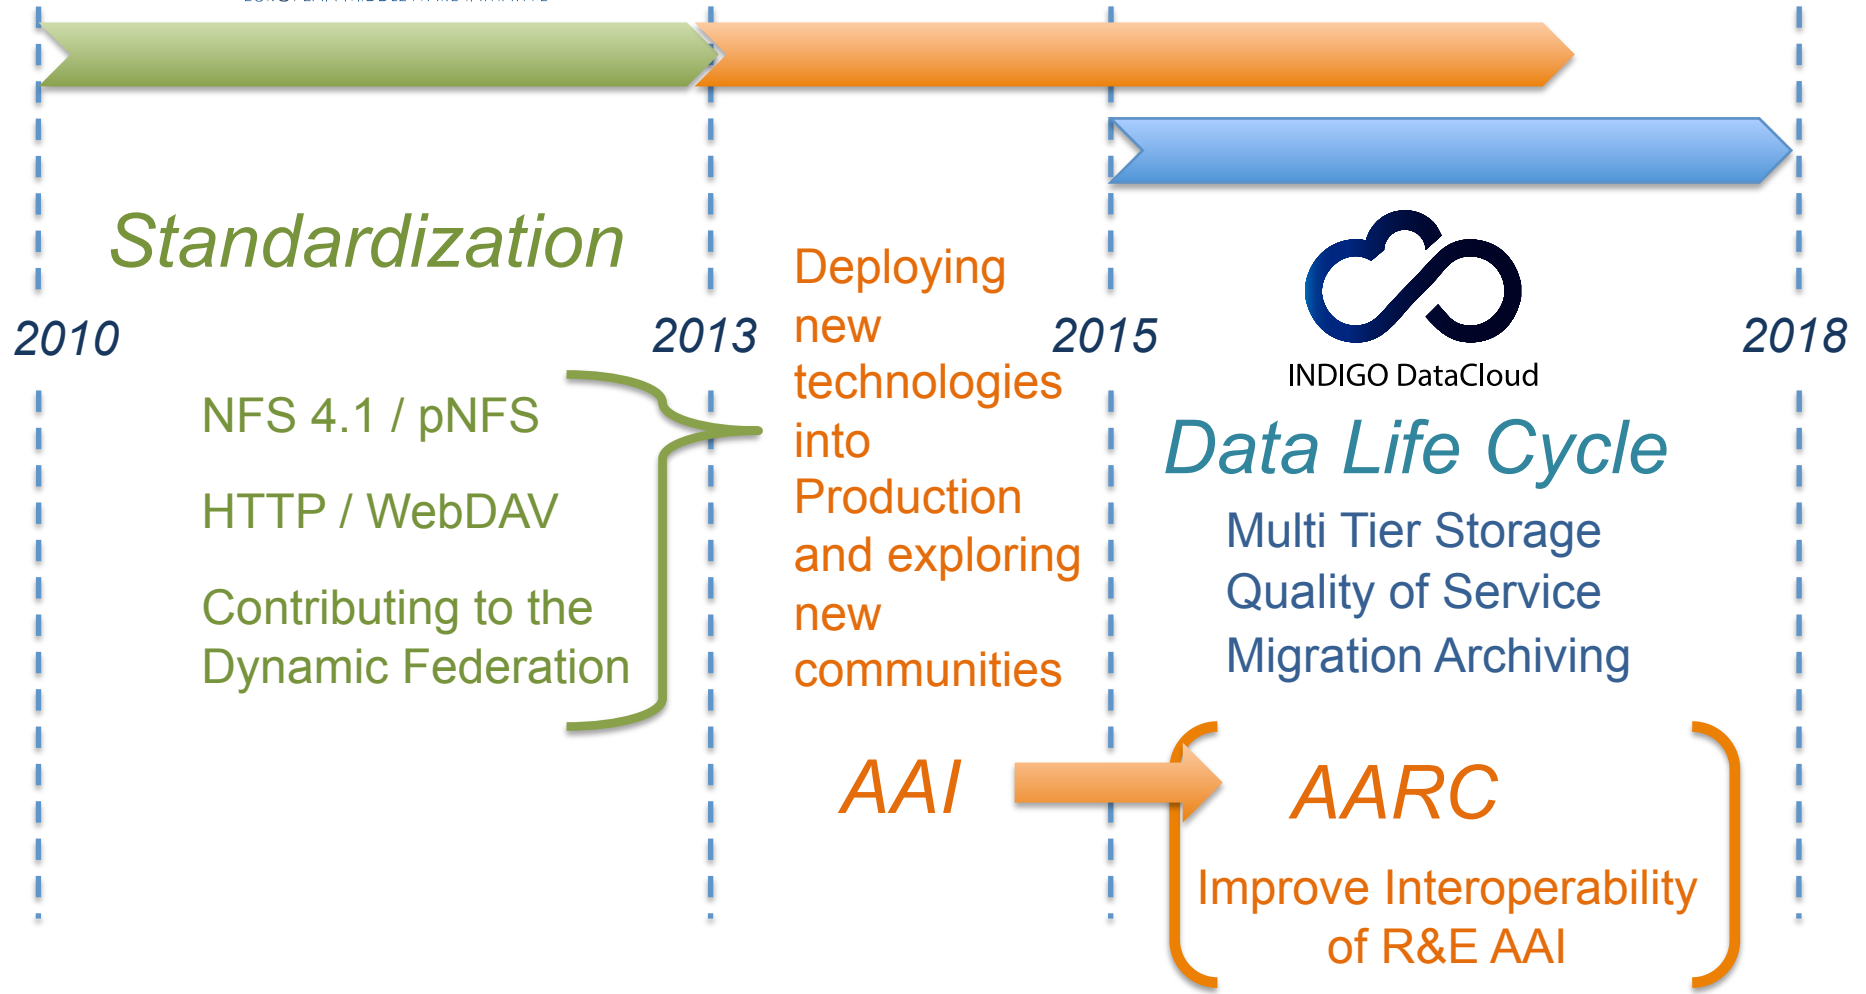 Standardization
2010
2013
2015
2018
NFS 4.1 / pNFS
HTTP / WebDAV
Contributing to the
Dynamic Federation
Deploying
new
technologies
into
Production
and exploring
new
communities
AAI
INDIGO DataCloud
Data Life Cycle
Multi Tier Storage
Quality of Service
Migration Archiving
AARC
Improve Interoperability
of R&E AAI